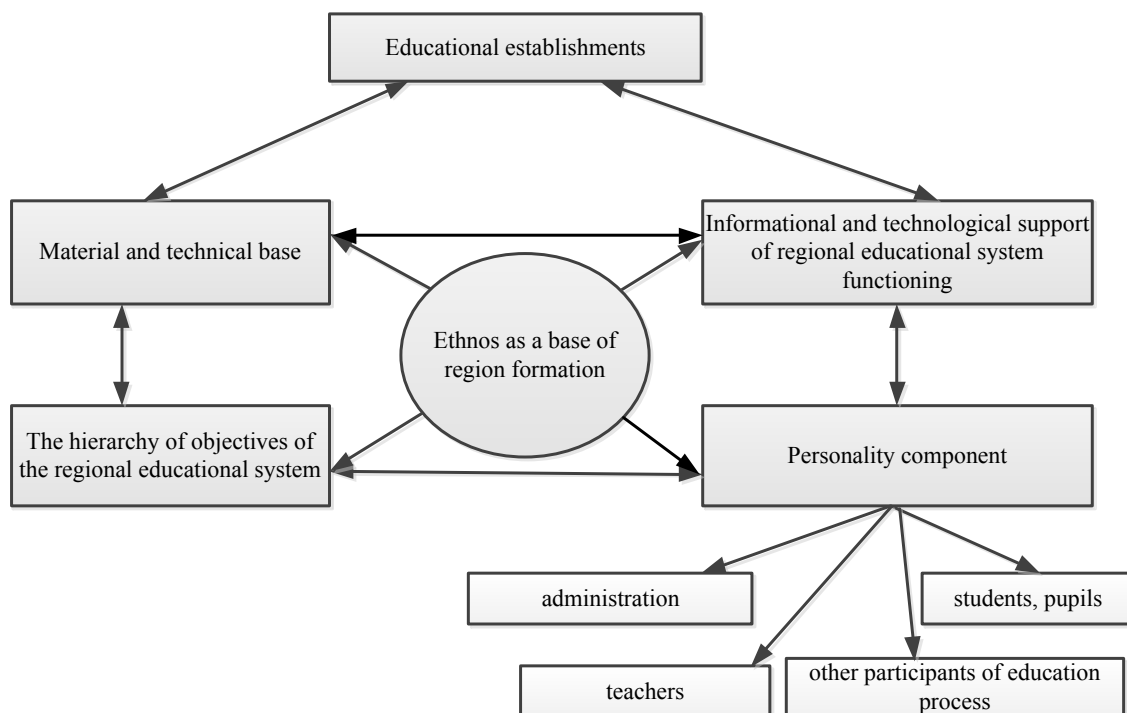 Educational establishments
Material and technical base
Informational and technological support
of regional educational system
functioning
Ethnos as a base of
region formation
The hierarchy of objectives of
the regional educational system
Personality component
administration
students, pupils
teachers
other participants of education
process